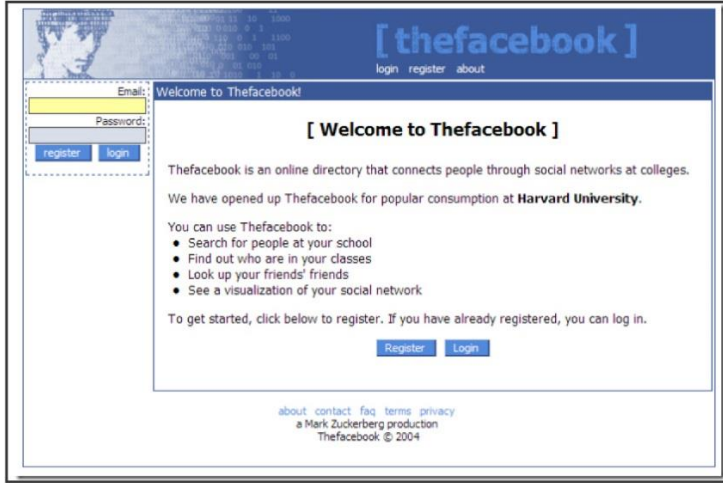 [ thefacebook ]
login register about
Email:
Password:
register login
Welcome to Thefacebook!
[ Welcome to Thefacebook ]
Thefacebook is an online directory that connects people through social networks at colleges.
We have opened up Thefacebook for popular consumption at Harvard University.
You can use Thefacebook to:
● Search for people at your school
● Find out who are in your classes
● Look up your friends' friends
● See a visualization of your social network
To get started, click below to register. If you have already registered, you can log in.
Register Login
about contact faq terms privacy
a Mark Zuckerberg production
Thefacebook © 2004